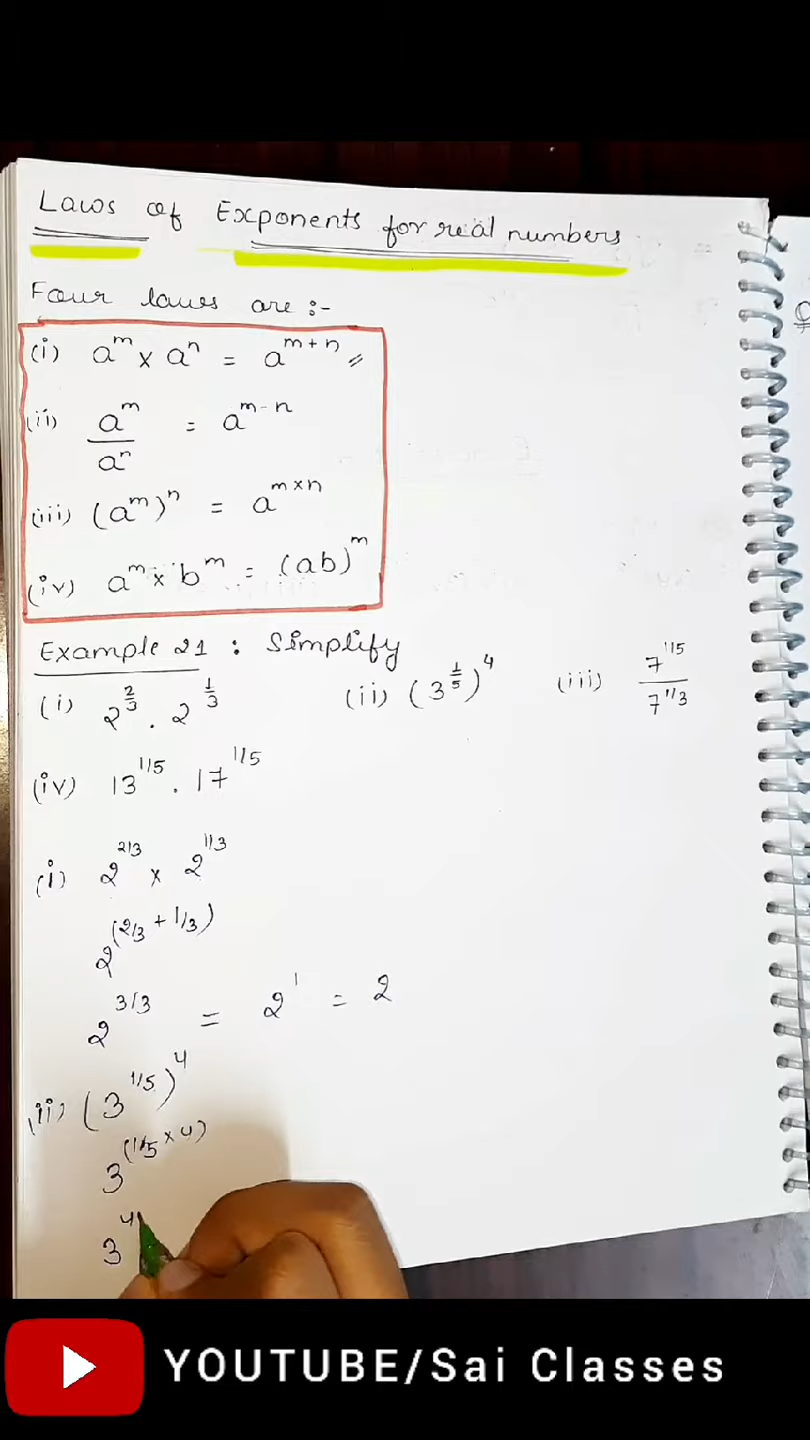 Laws of Exponents for real numbers
Four laws are :-
(i) a^m × a^n = a^(m+n) //
(ii) a^m / a^n = a^(m-n)
(iii) (a^m)^n = a^(m×n)
(iv) a^m × b^m = (ab)^m
Example 21 : Simplify
(i) 2^(2/3) . 2^(1/3) (ii) (3^(1/5))^4 (iii) 7^(1/5) / 7^(1/3)
(iv) 13^(1/5) . 17^(1/5)
(i) 2^(2/3) × 2^(1/3)
2^(2/3 + 1/3)
2^(3/3) = 2^1 = 2
(ii) (3^(1/5))^4
3^(1/5 × 4)
3^4
YOUTUBE/Sai Classes